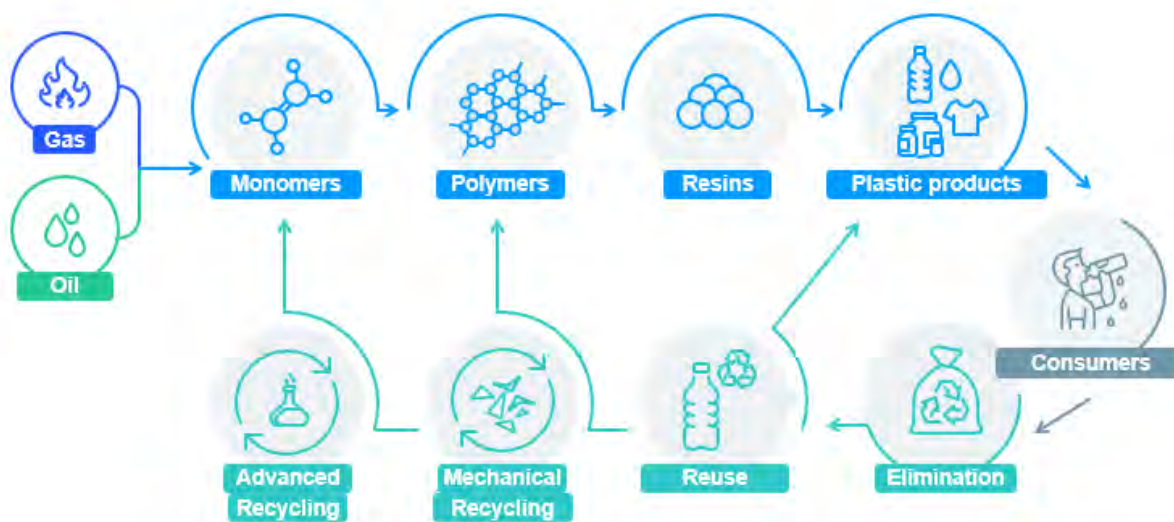 Gas
Oil
Monomers
Polymers
Resins
Plastic products
Consumers
Advanced
Recycling
Mechanical
Recycling
Reuse
Elimination